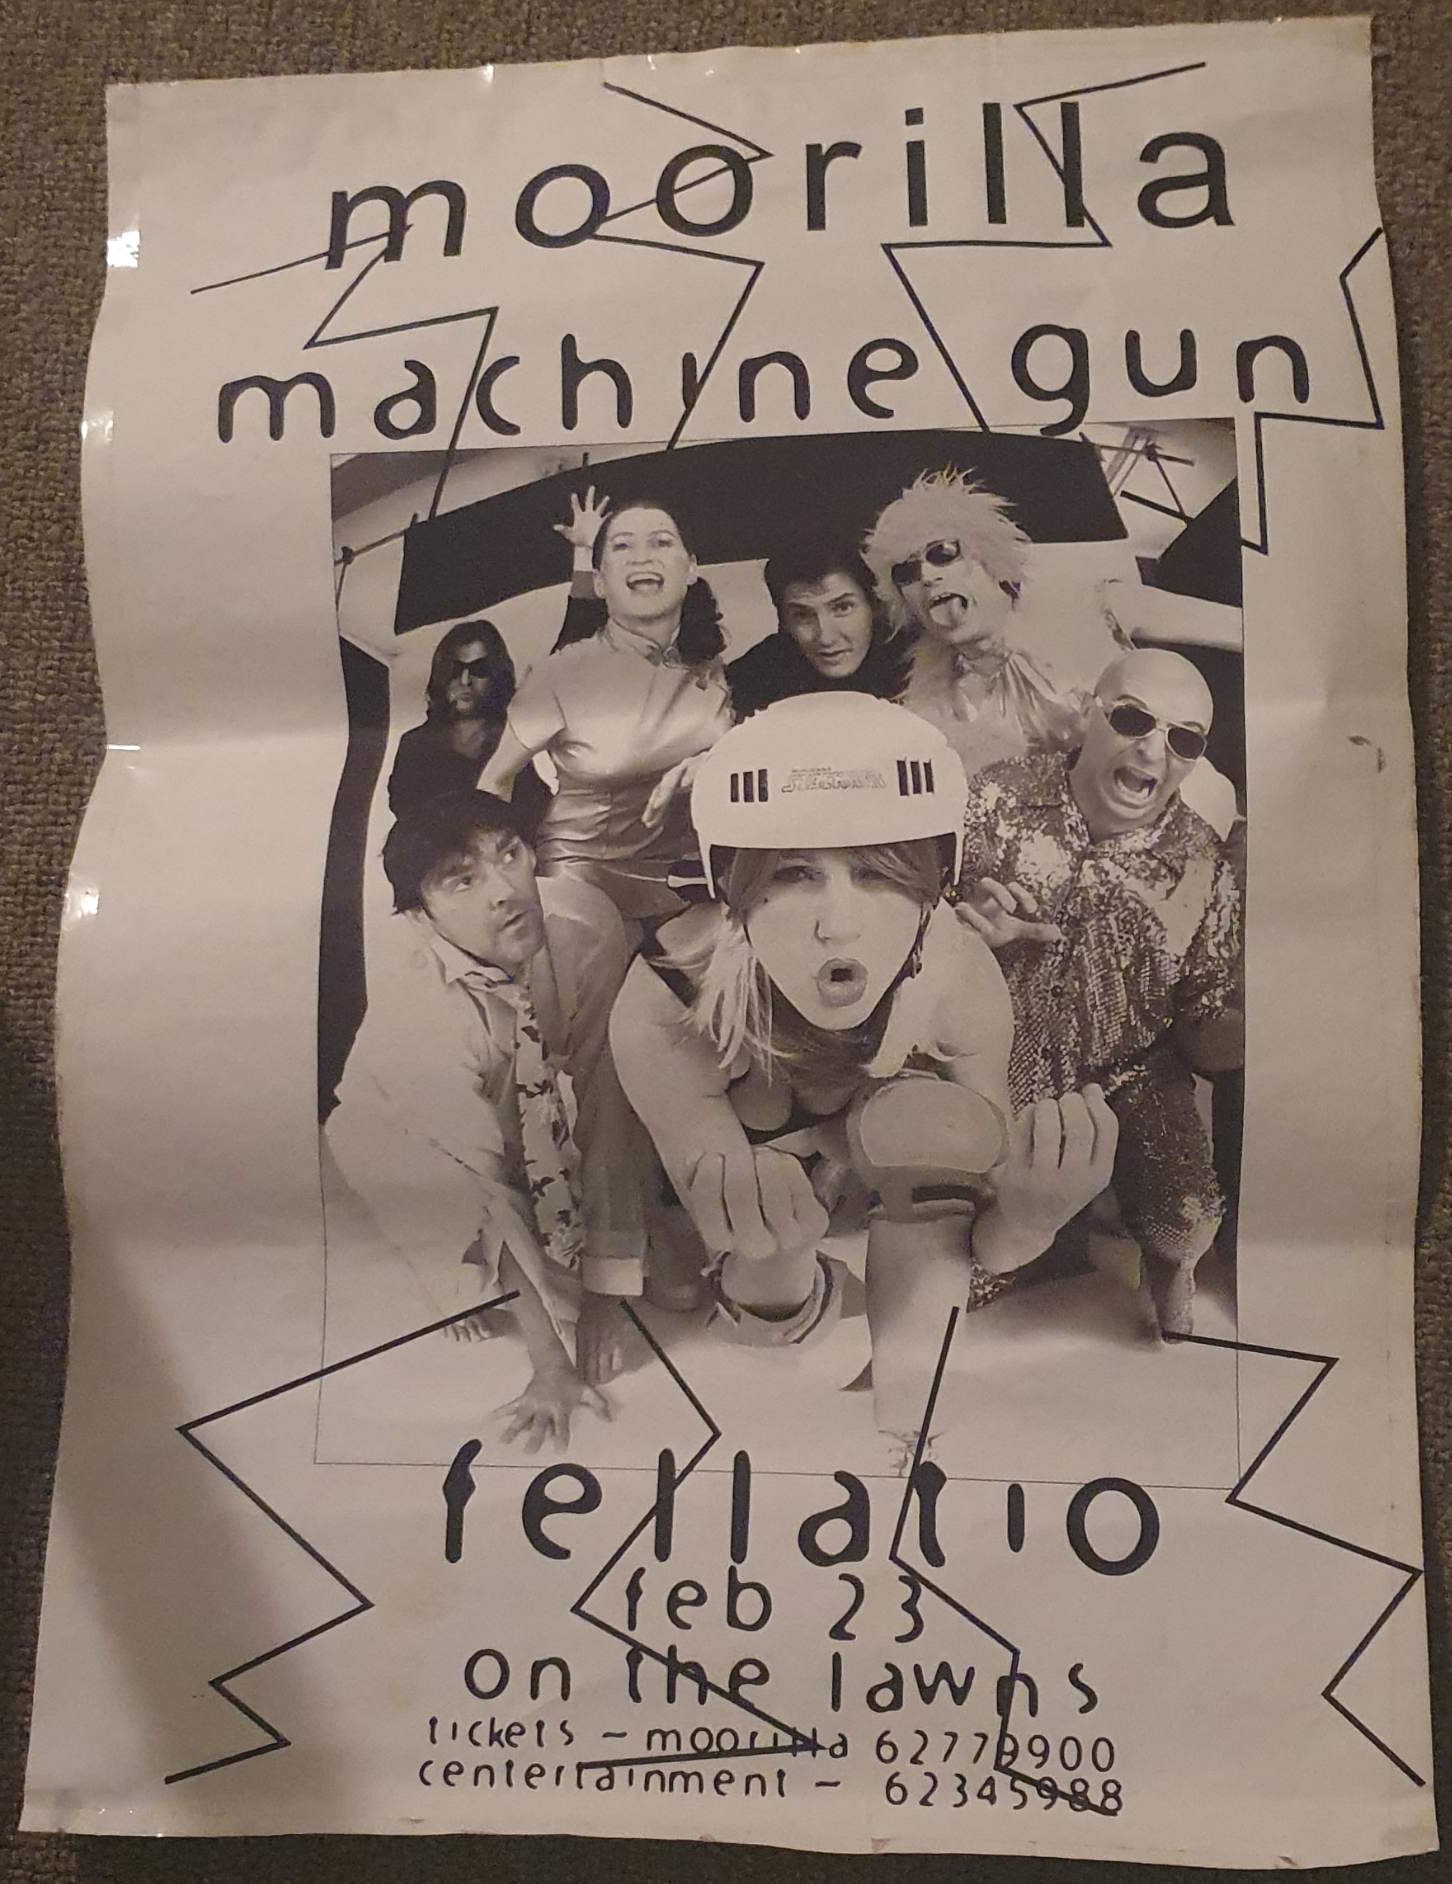 moorilla
machine gun
fellatio
feb 23
on the lawns
tickets - moorilla 62779900
centertainment - 62345988